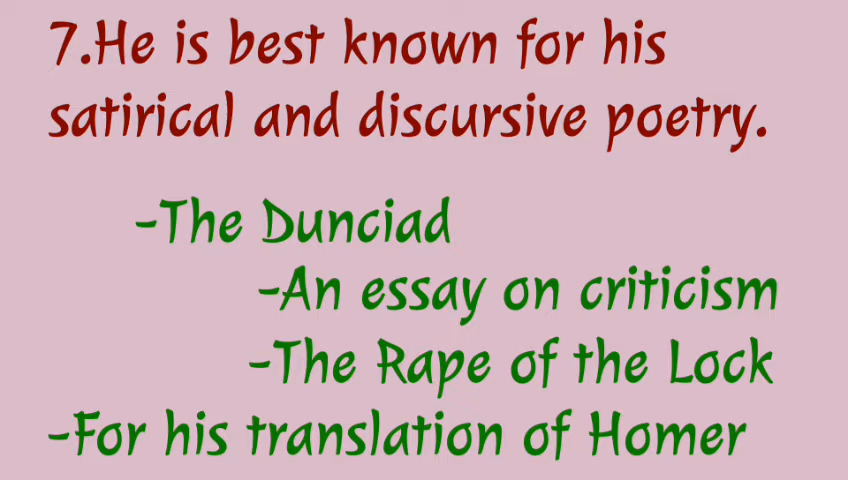 7.He is best known for his
satirical and discursive poetry.
-The Dunciad
-An essay on criticism
-The Rape of the Lock
-For his translation of Homer